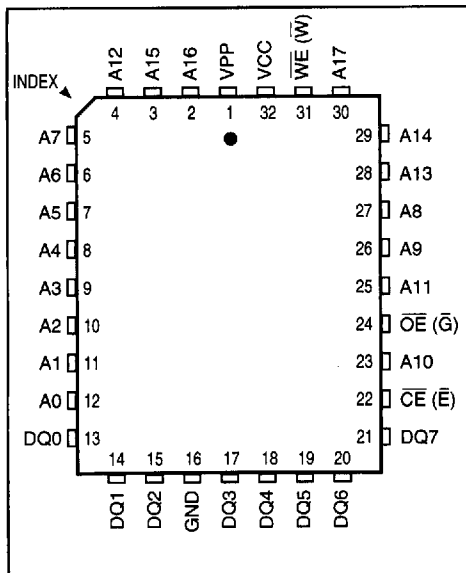 A12 A15 A16 VPP VCC W̅E̅ (W̅) A17
INDEX
4 3 2 1 32 31 30
A7 5 29 A14
A6 6 28 A13
A5 7 27 A8
A4 8 26 A9
A3 9 25 A11
A2 10 24 O̅E̅ (G̅)
A1 11 23 A10
A0 12 22 C̅E̅ (E̅)
DQ0 13 21 DQ7
14 15 16 17 18 19 20
DQ1 DQ2 GND DQ3 DQ4 DQ5 DQ6